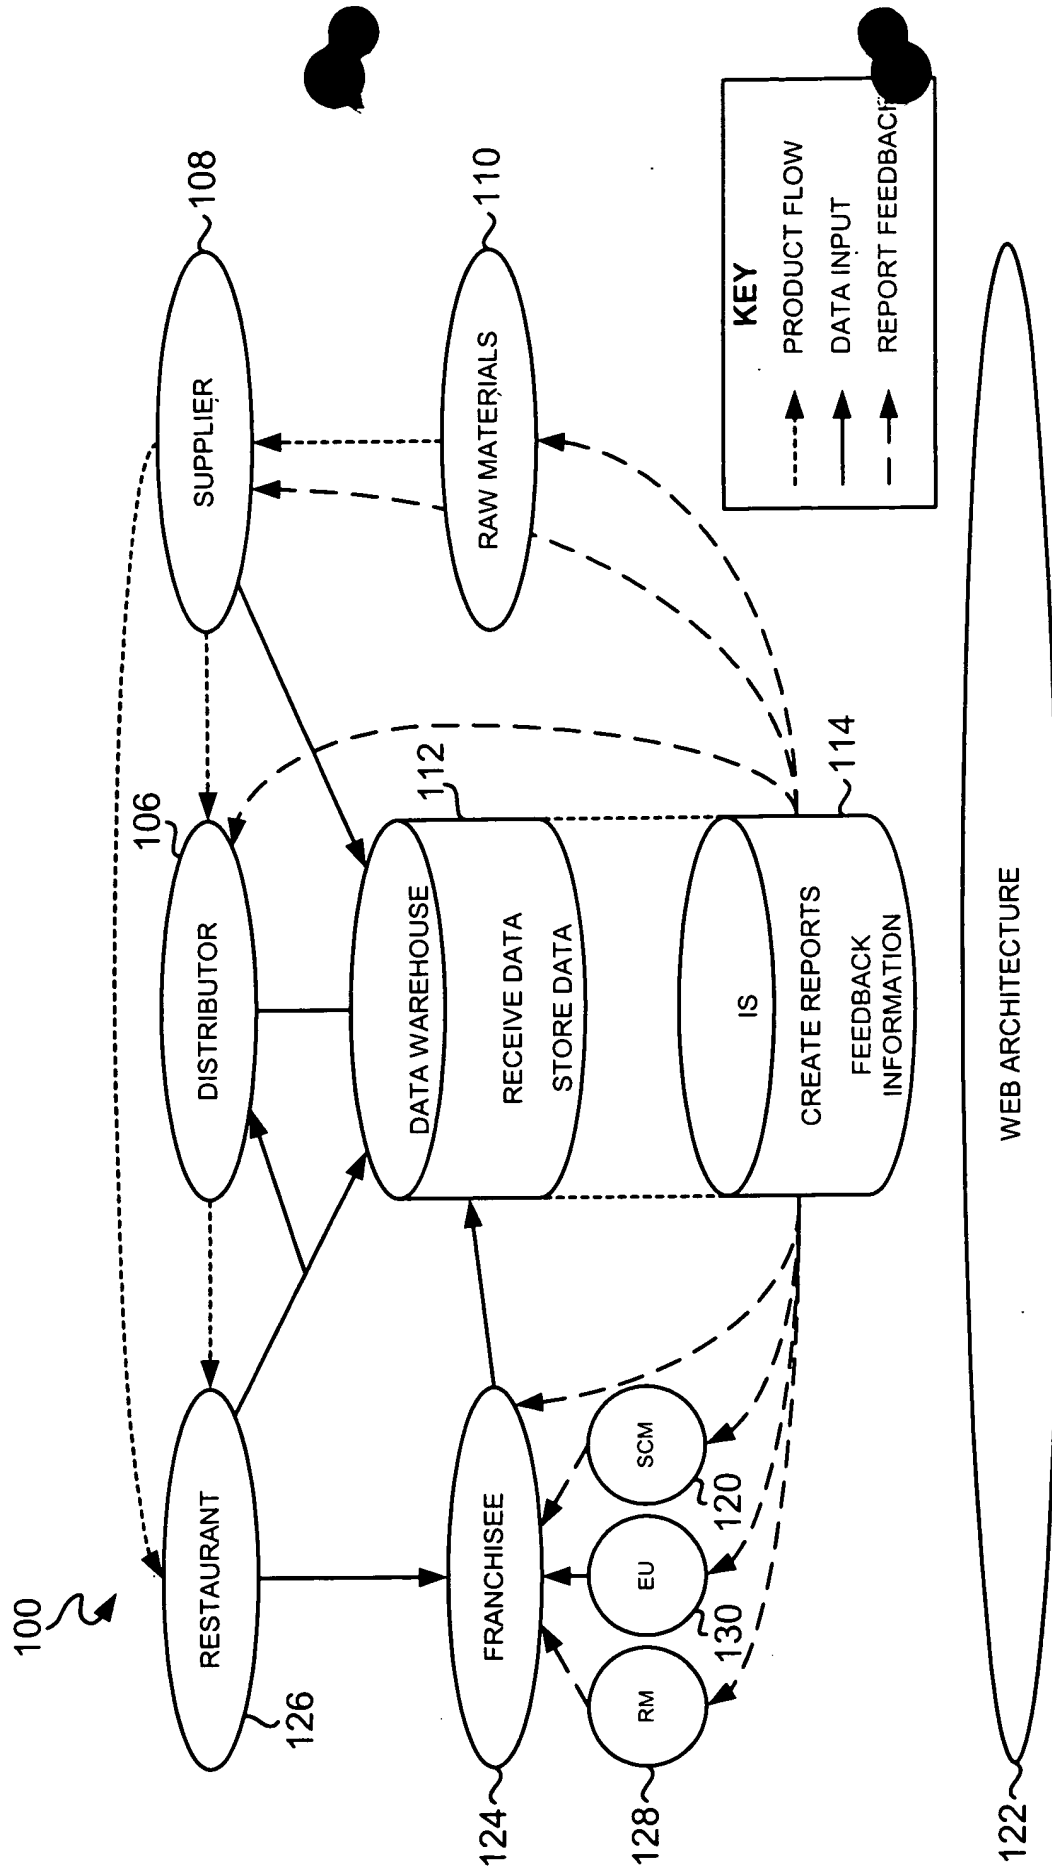 100
RESTAURANT
126
DISTRIBUTOR
106
SUPPLIER
108
FRANCHISEE
124
RM
128
EU
130
SCM
120
DATA WAREHOUSE
112
RECEIVE DATA
STORE DATA
RAW MATERIALS
110
IS
CREATE REPORTS
FEEDBACK
INFORMATION
114
KEY
PRODUCT FLOW
DATA INPUT
REPORT FEEDBACK
WEB ARCHITECTURE
122